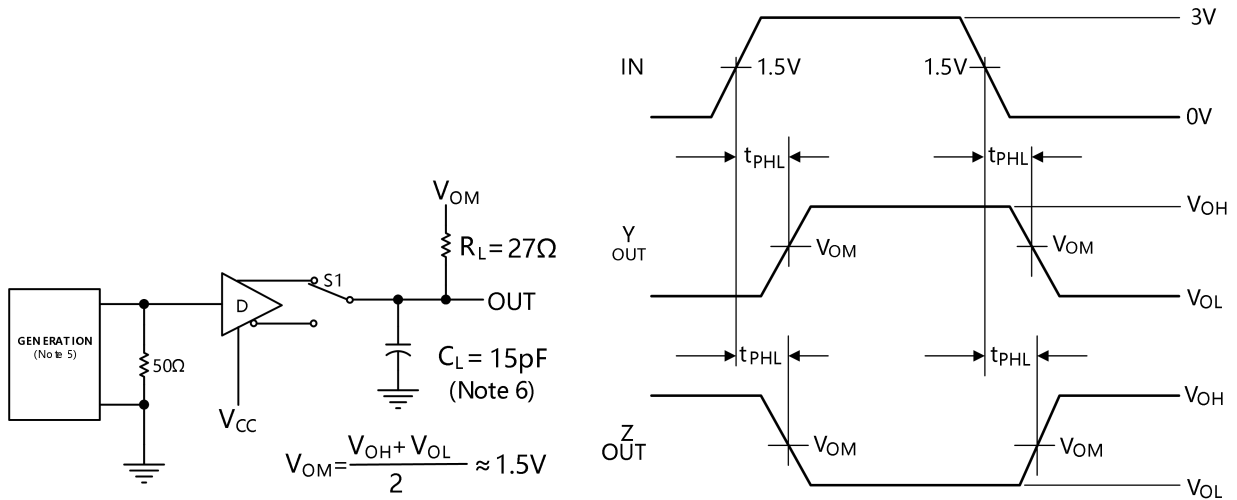 GENERATION
(Note 5)
50Ω
D
VCC
S1
VOM
RL = 27Ω
OUT
CL = 15pF
(Note 6)
VOM = VOH + VOL / 2 ≈ 1.5V
IN
1.5V
1.5V
3V
0V
tPHL
tPHL
Y
OUT
VOM
VOM
VOH
VOL
tPHL
tPHL
Z
OUT
VOM
VOM
VOH
VOL